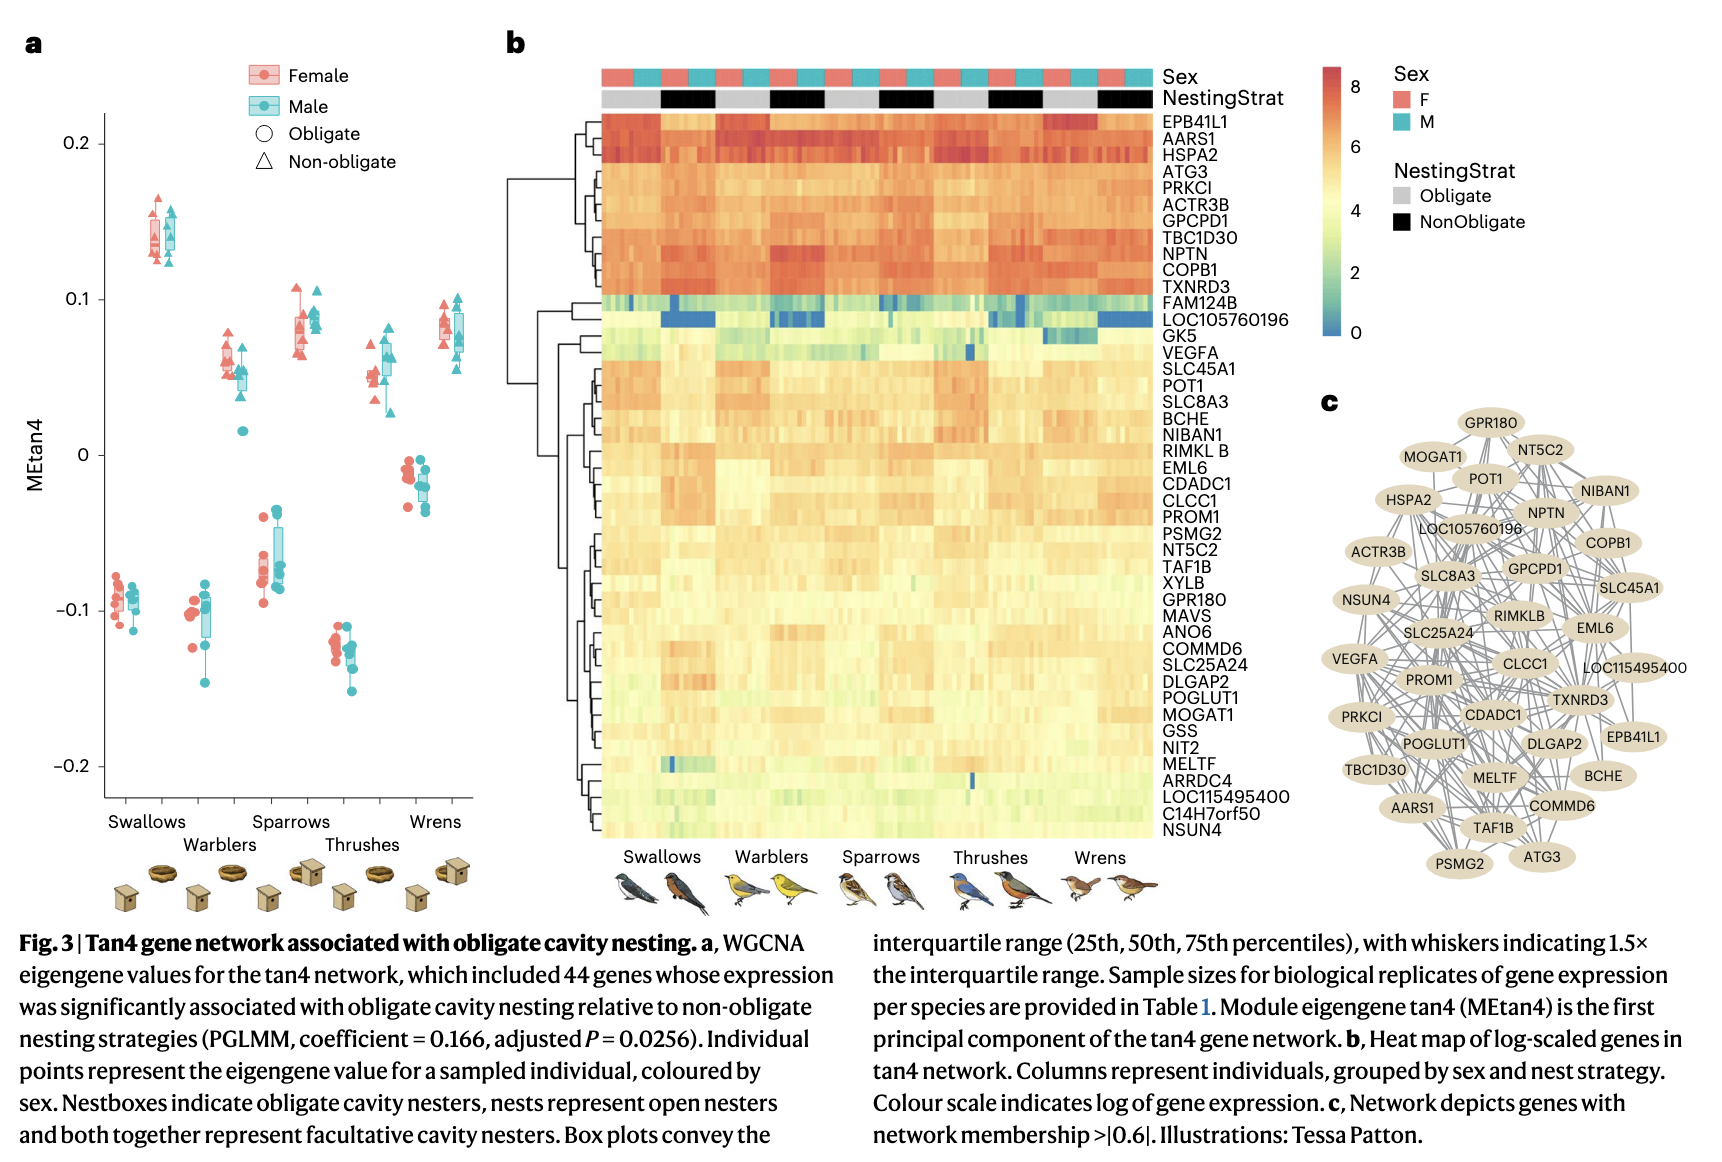 a
Female
Male
Obligate
Non-obligate
0.2
0.1
0
–0.1
–0.2
MEtan4
Swallows
Warblers
Sparrows
Thrushes
Wrens
b
Sex
NestingStrat
EPB41L1
AARS1
HSPA2
ATG3
PRKCI
ACTR3B
GPCPD1
TBC1D30
NPTN
COPB1
TXNRD3
FAM124B
LOC105760196
GK5
VEGFA
SLC45A1
POT1
SLC8A3
BCHE
NIBAN1
RIMKL B
EML6
CDADC1
CLCC1
PROM1
PSMG2
NT5C2
TAF1B
XYLB
GPR180
MAVS
ANO6
COMMD6
SLC25A24
DLGAP2
POGLUT1
MOGAT1
GSS
NIT2
MELTF
ARRDC4
LOC115495400
C14H7orf50
NSUN4
Swallows
Warblers
Sparrows
Thrushes
Wrens
8
6
4
2
0
Sex
F
M
NestingStrat
Obligate
NonObligate
c
GPR180
MOGAT1
NT5C2
POT1
HSPA2
NIBAN1
NPTN
LOC105760196
ACTR3B
COPB1
SLC8A3
GPCPD1
SLC45A1
NSUN4
RIMKLB
SLC25A24
EML6
VEGFA
CLCC1
LOC115495400
PROM1
TXNRD3
PRKCI
CDADC1
POGLUT1
DLGAP2
EPB41L1
TBC1D30
MELTF
BCHE
AARS1
COMMD6
TAF1B
PSMG2
ATG3
Fig. 3 | Tan4 gene network associated with obligate cavity nesting. a, WGCNA
eigengene values for the tan4 network, which included 44 genes whose expression
was significantly associated with obligate cavity nesting relative to non-obligate
nesting strategies (PGLMM, coefficient = 0.166, adjusted P = 0.0256). Individual
points represent the eigengene value for a sampled individual, coloured by
sex. Nestboxes indicate obligate cavity nesters, nests represent open nesters
and both together represent facultative cavity nesters. Box plots convey the
interquartile range (25th, 50th, 75th percentiles), with whiskers indicating 1.5×
the interquartile range. Sample sizes for biological replicates of gene expression
per species are provided in Table 1. Module eigengene tan4 (MEtan4) is the first
principal component of the tan4 gene network. b, Heat map of log-scaled genes in
tan4 network. Columns represent individuals, grouped by sex and nest strategy.
Colour scale indicates log of gene expression. c, Network depicts genes with
network membership >|0.6|. Illustrations: Tessa Patton.